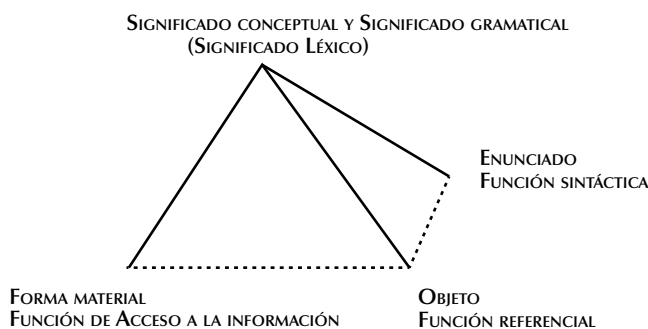 Significado conceptual y Significado gramatical
(Significado Léxico)
Enunciado
Función sintáctica
Forma material
Función de Acceso a la información
Objeto
Función referencial